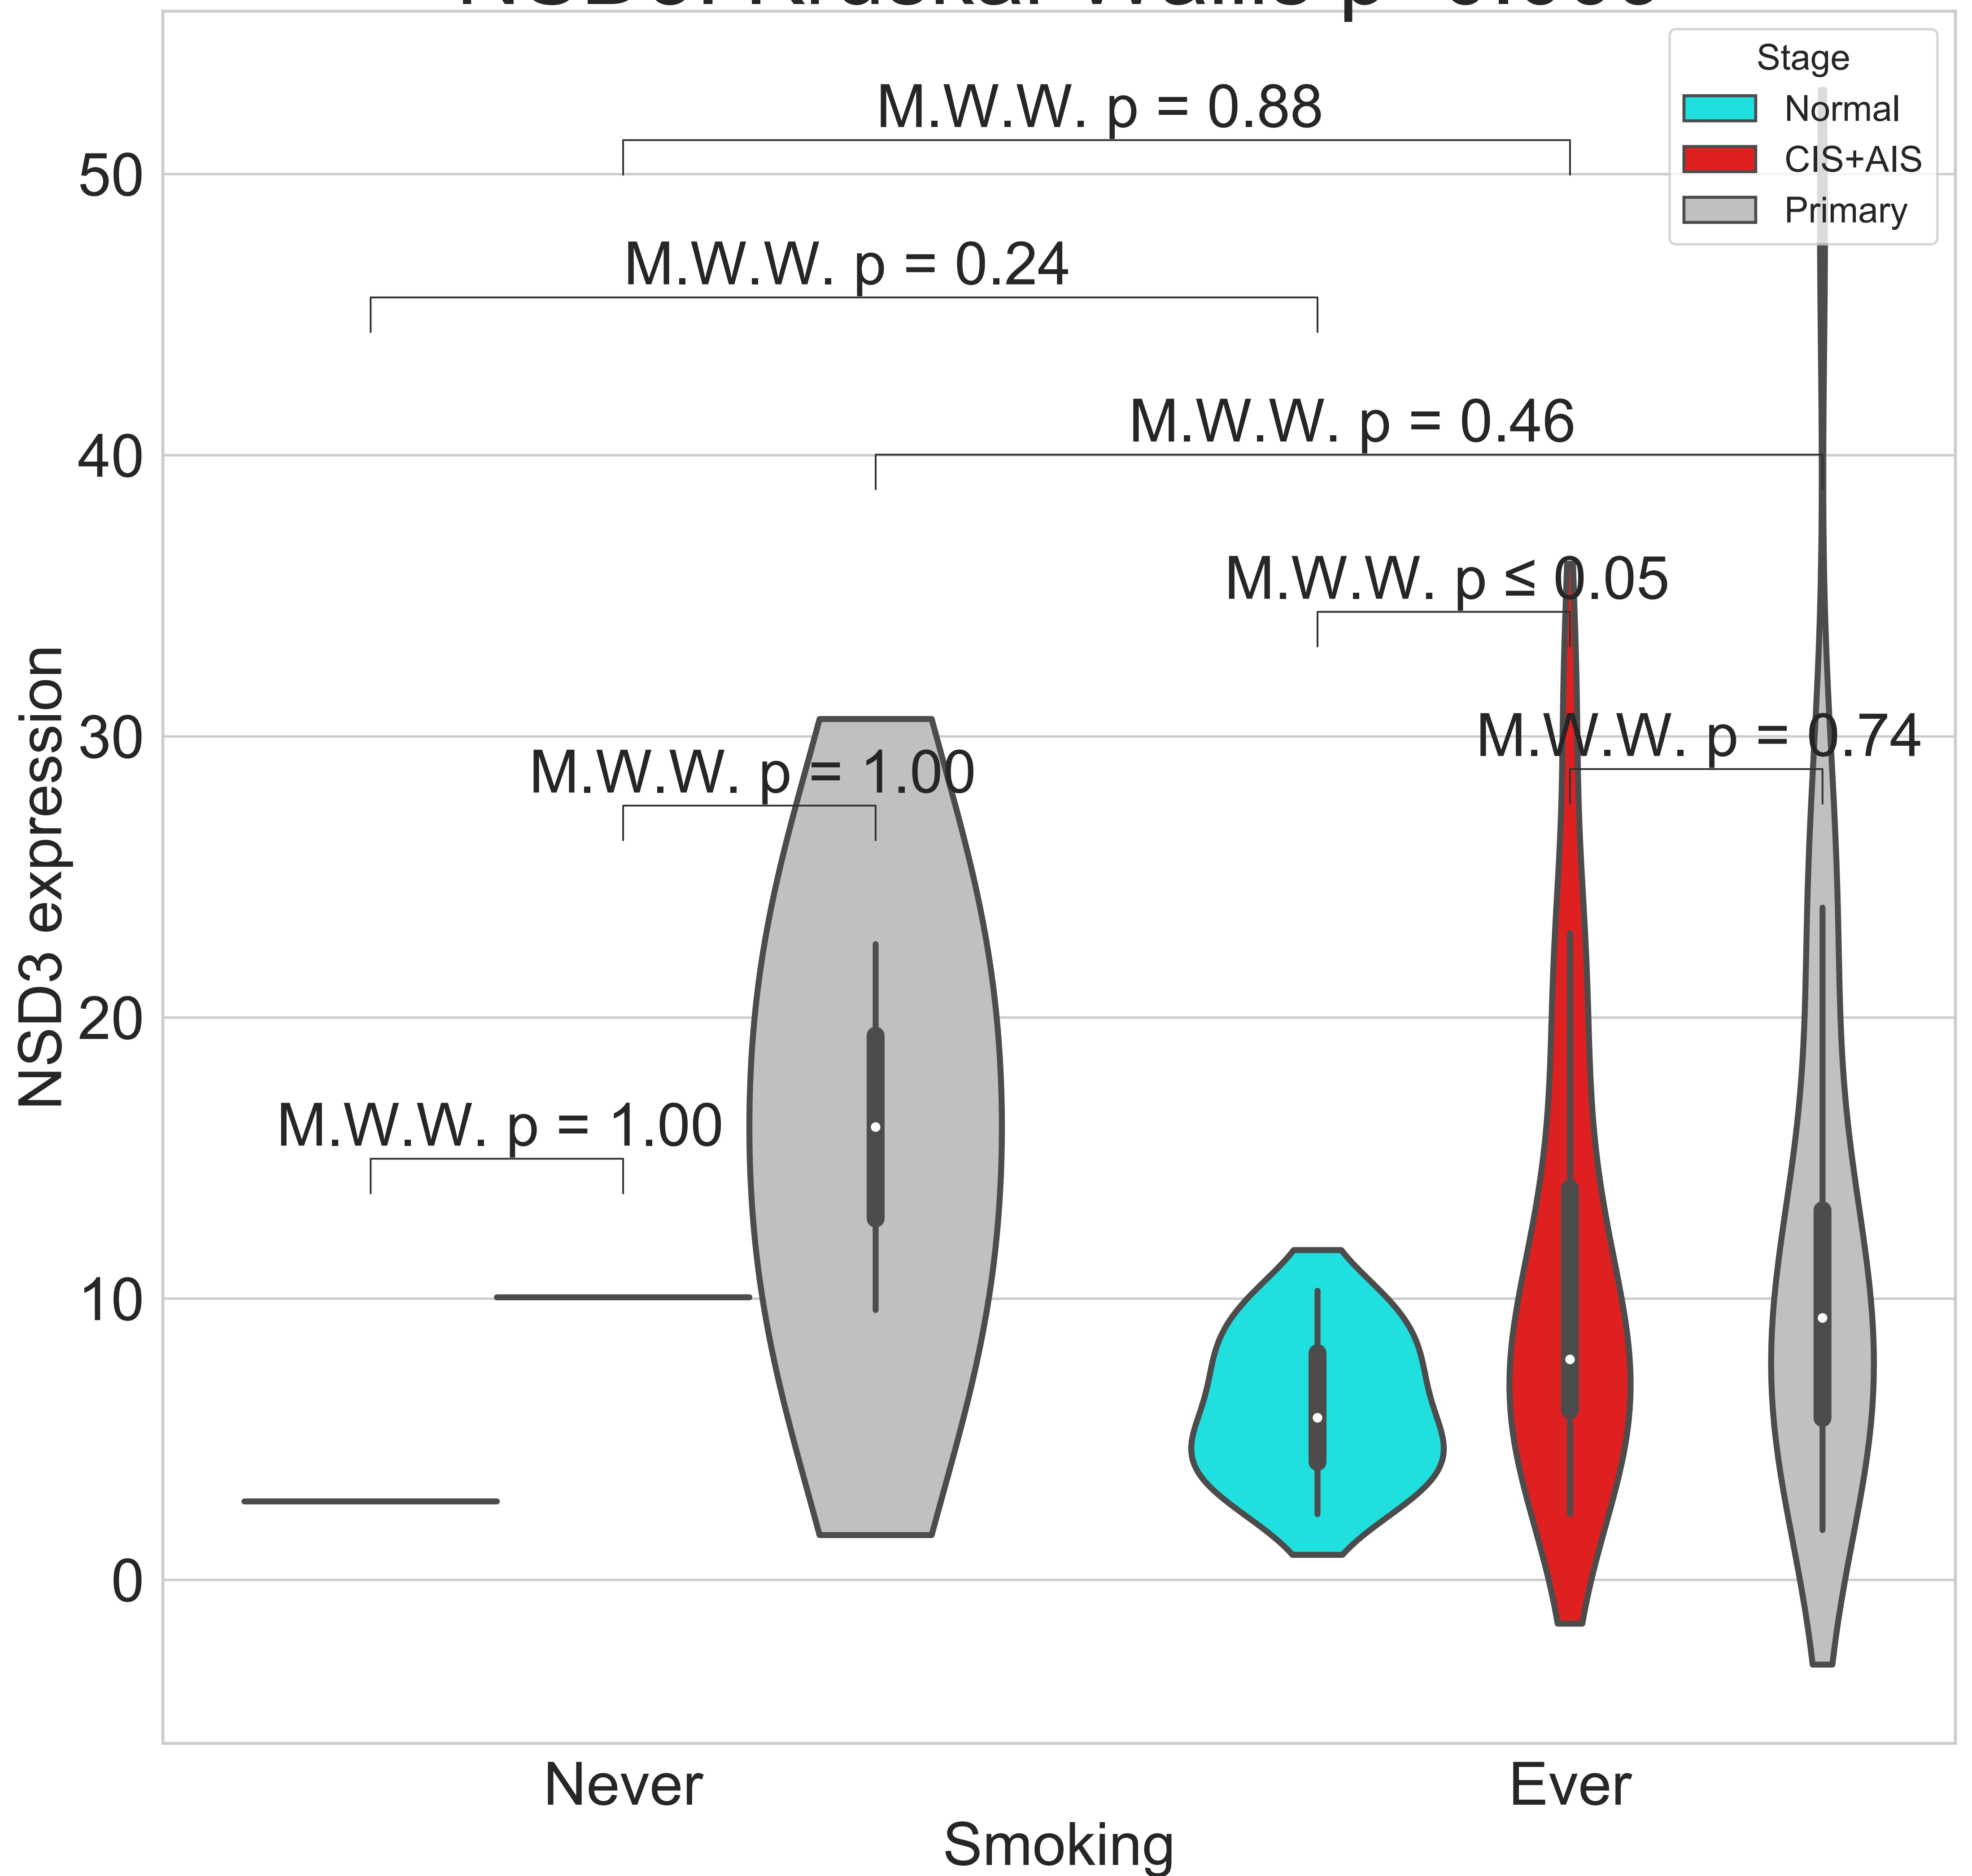 Stage
Normal
CIS+AIS
Primary
M.W.W. p = 0.88
M.W.W. p = 0.24
M.W.W. p = 0.46
M.W.W. p ≤ 0.05
M.W.W. p = 0.74
M.W.W. p = 1.00
M.W.W. p = 1.00
50
40
30
20
10
0
NSD3 expression
Never
Ever
Smoking